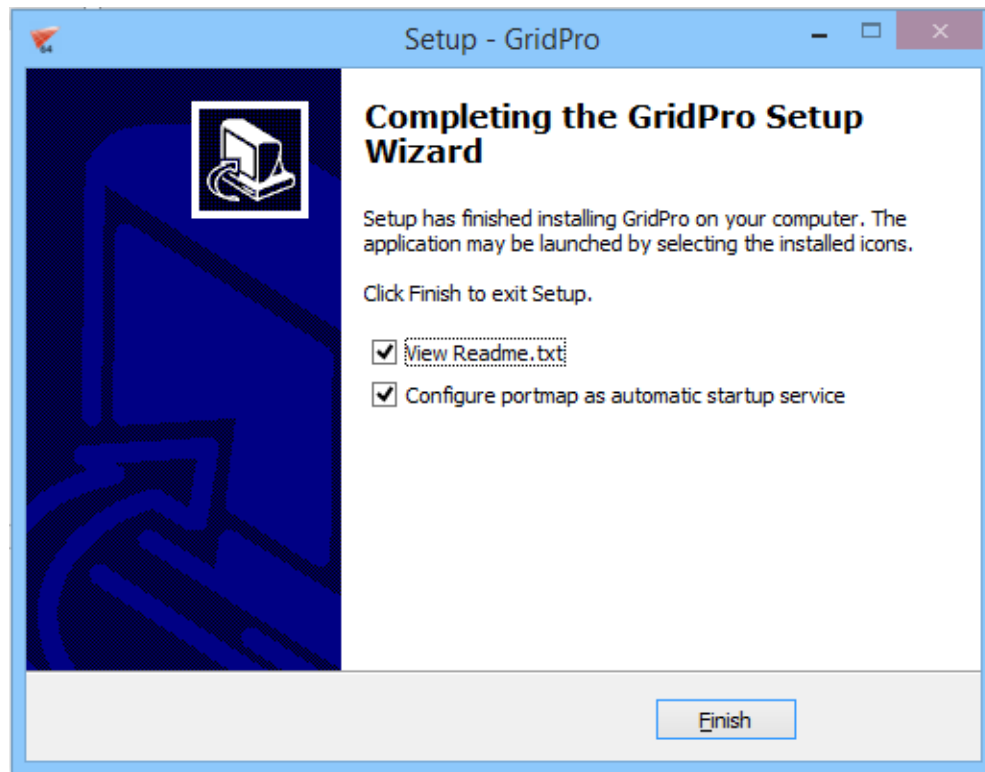 64
Setup - GridPro
Completing the GridPro Setup
Wizard
Setup has finished installing GridPro on your computer. The
application may be launched by selecting the installed icons.
Click Finish to exit Setup.
View Readme.txt
Configure portmap as automatic startup service
Finish